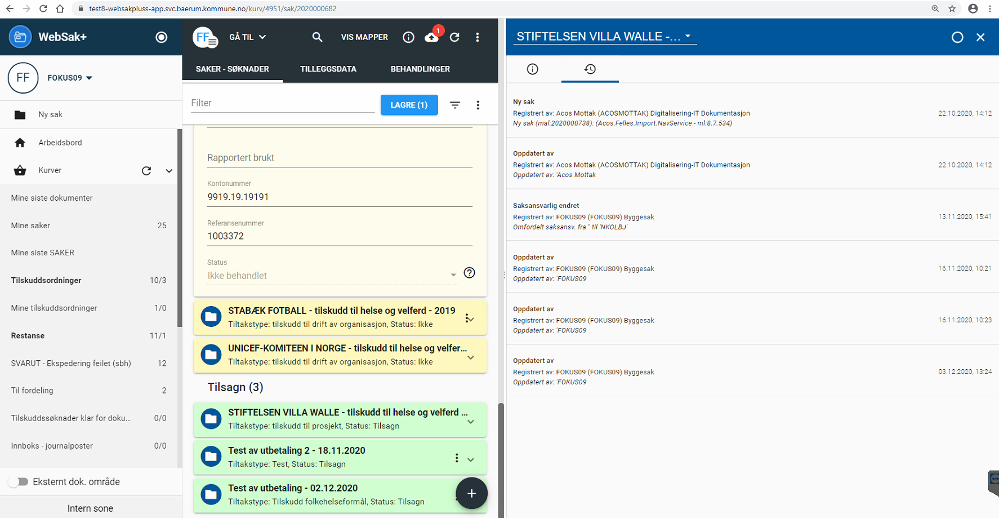 test8-websakpluss-app.svc.baerum.kommune.no/kurv/4951/sak/2020000682
WebSak+
FF
FOKUS09
Ny sak
Arbeidsbord
Kurver
Mine siste dokumenter
Mine saker 25
Mine siste SAKER
Tilskuddsordninger 10/3
Mine tilskuddsordninger 1/0
Restanse 11/1
SVARUT - Ekspedering feilet (sbh) 12
Til fordeling 2
Tilskuddssøknader klar for doku... 0/0
Innboks - journalposter 0/0
Eksternt dok. område
Intern sone
FF GÅ TIL VIS MAPPER 1
SAKER - SØKNADER TILLEGGSDATA BEHANDLINGER
Filter LAGRE (1)
Rapportert brukt
Kontonummer
9919.19.19191
Referansenummer
1003372
Status
Ikke behandlet
STABÆK FOTBALL - tilskudd til helse og velferd - 2019
Tiltakstype: tilskudd til drift av organisasjon, Status: Ikke
UNICEF-KOMITEEN I NORGE - tilskudd til helse og velfer...
Tiltakstype: tilskudd til drift av organisasjon, Status: Ikke
Tilsagn (3)
STIFTELSEN VILLA WALLE - tilskudd til helse og velferd ...
Tiltakstype: tilskudd til prosjekt, Status: Tilsagn
Test av utbetaling 2 - 18.11.2020
Tiltakstype: Test, Status: Tilsagn
Test av utbetaling - 02.12.2020
Tiltakstype: Tilskudd folkehelseformål, Status: Tilsagn
STIFTELSEN VILLA WALLE -...
Ny sak
Registrert av: Acos Mottak (ACOSMOTTAK) Digitalisering-IT Dokumentasjon 22.10.2020, 14:12
Ny sak (mal:2020000738): (Acos.Felles.Import.NavService - ml:8.7.534)
Oppdatert av
Registrert av: Acos Mottak (ACOSMOTTAK) Digitalisering-IT Dokumentasjon 22.10.2020, 14:12
Oppdatert av: 'Acos Mottak
Saksansvarlig endret
Registrert av: FOKUS09 (FOKUS09) Byggesak 13.11.2020, 15:41
Omfordelt saksansv. fra '' til 'NKOLBJ'
Oppdatert av
Registrert av: FOKUS09 (FOKUS09) Byggesak 16.11.2020, 10:21
Oppdatert av: 'FOKUS09
Oppdatert av
Registrert av: FOKUS09 (FOKUS09) Byggesak 16.11.2020, 10:23
Oppdatert av: 'FOKUS09
Oppdatert av
Registrert av: FOKUS09 (FOKUS09) Byggesak 03.12.2020, 13:24
Oppdatert av: 'FOKUS09